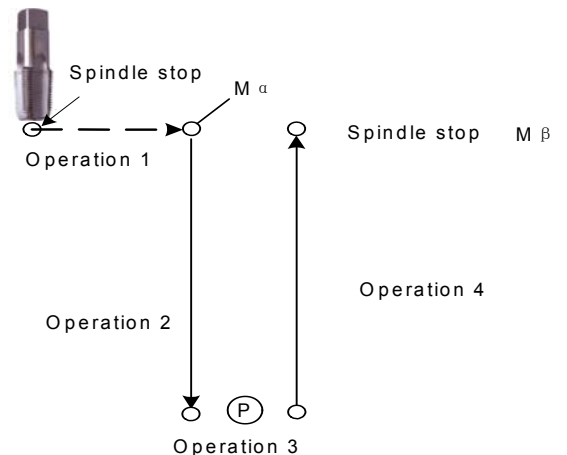 Spindle stop
M α
Spindle stop M β
Operation 1
Operation 4
Operation 2
P
Operation 3